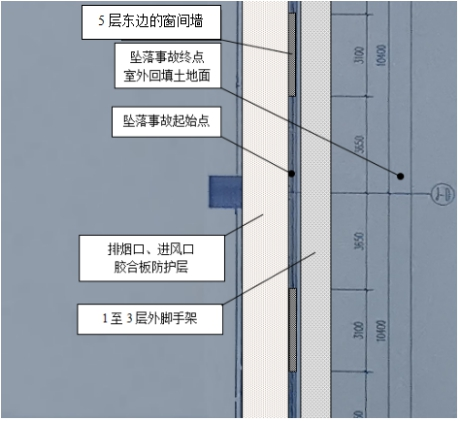 5层东边的窗间墙
坠落事故终点
室外回填土地面
坠落事故起始点
排烟口、进风口
胶合板防护层
1至3层外脚手架
3100
10400
3650
3650
3100
10400